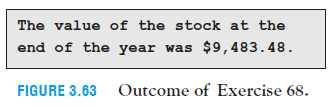 The value of the stock at the
end of the year was $9,483.48.
FIGURE 3.63 Outcome of Exercise 68.